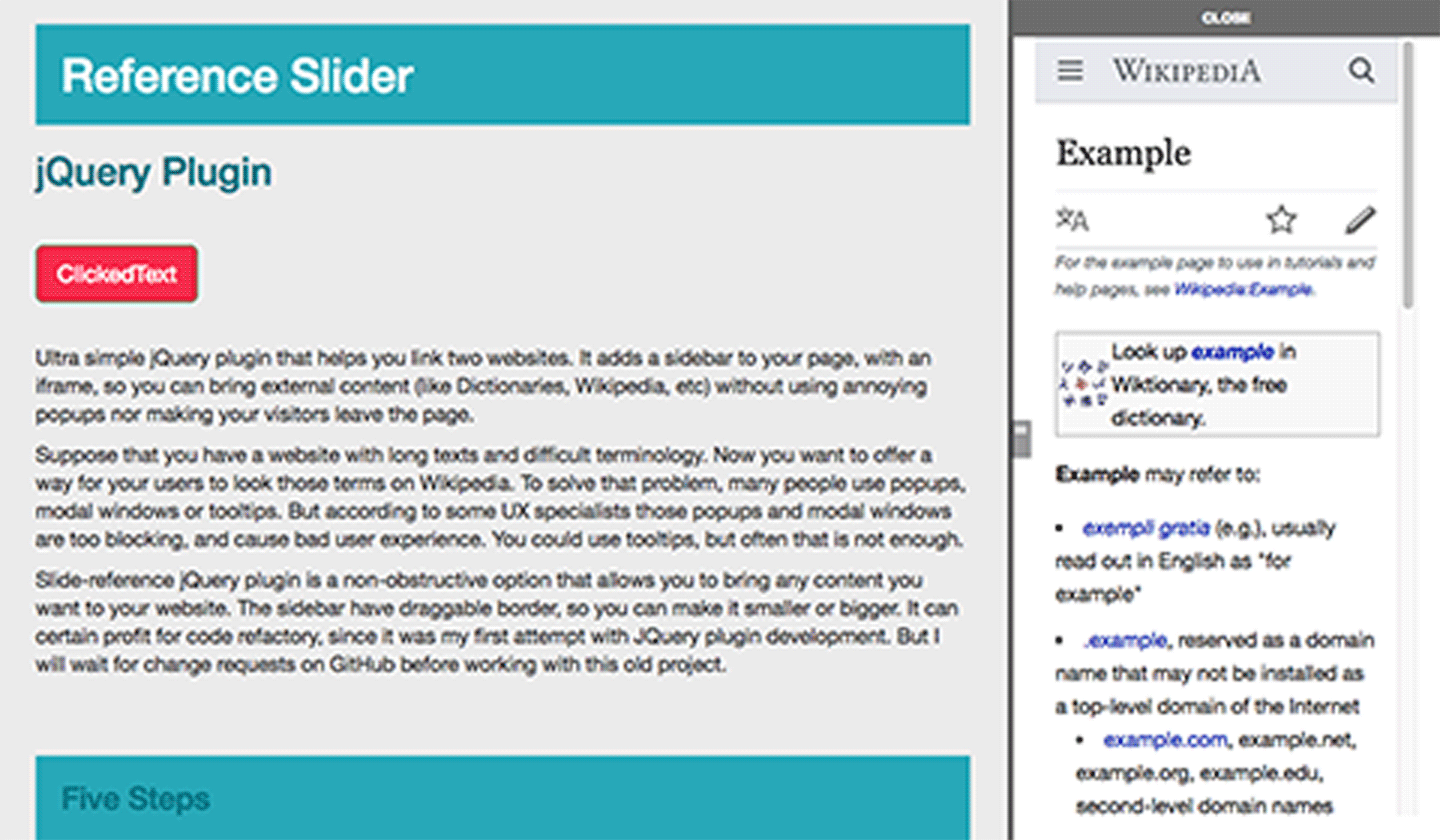 Reference Slider
jQuery Plugin
ClickedText
Ultra simple jQuery plugin that helps you link two websites. It adds a sidebar to your page, with an
iframe, so you can bring external content (like Dictionaries, Wikipedia, etc) without using annoying
popups nor making your visitors leave the page.
Suppose that you have a website with long texts and difficult terminology. Now you want to offer a
way for your users to look those terms on Wikipedia. To solve that problem, many people use popups,
modal windows or tooltips. But according to some UX specialists those popups and modal windows
are too blocking, and cause bad user experience. You could use tooltips, but often that is not enough.
Slide-reference jQuery plugin is a non-obstructive option that allows you to bring any content you
want to your website. The sidebar have draggable border, so you can make it smaller or bigger. It can
certain profit for code refactory, since it was my first attempt with JQuery plugin development. But I
will wait for change requests on GitHub before working with this old project.
Five Steps
CLOSE
WIKIPEDIA
Example
For the example page to use in tutorials and
help pages, see Wikipedia:Example.
Look up example in
Wiktionary, the free
dictionary.
Example may refer to:
• exempli gratia (e.g.), usually
read out in English as "for
example"
• .example, reserved as a domain
name that may not be installed as
a top-level domain of the Internet
• example.com, example.net,
example.org, example.edu,
second-level domain names